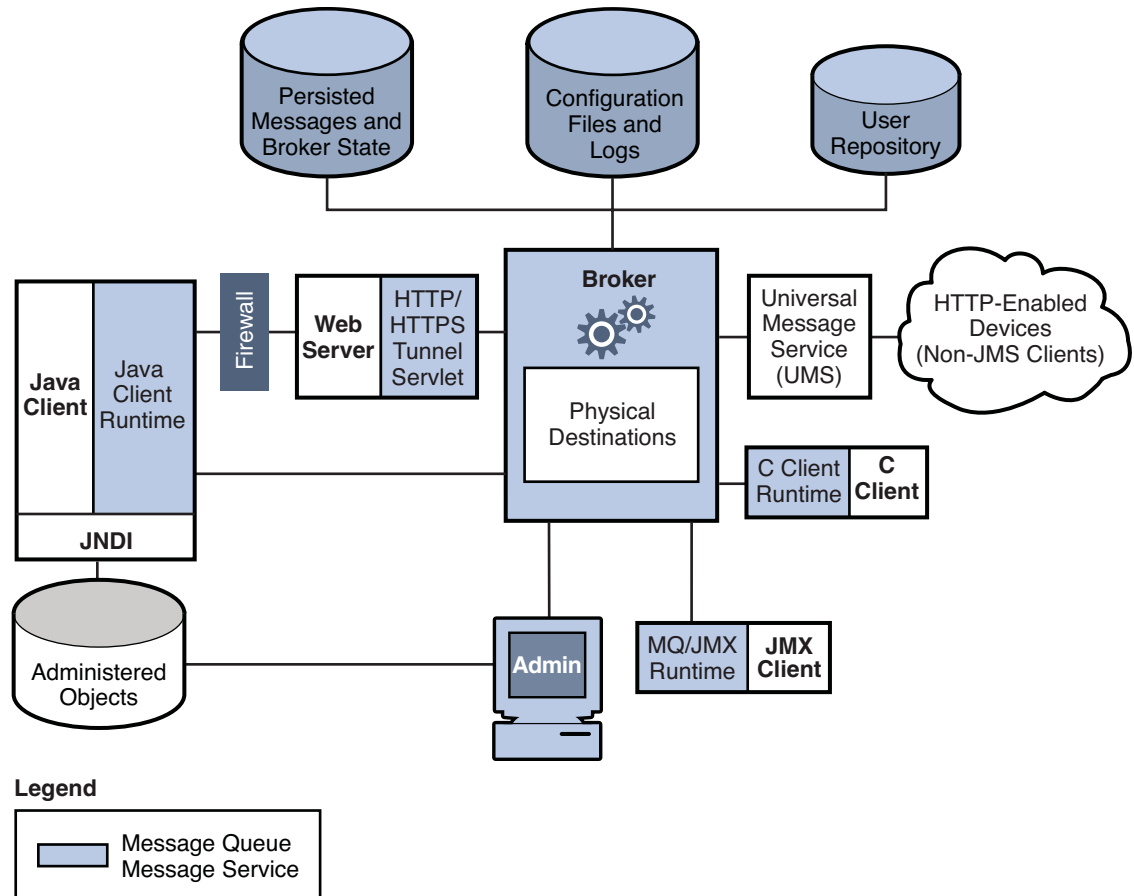 Persisted
Messages and
Broker State
Configuration
Files and
Logs
User
Repository
Java
Client
Java
Client
Runtime
JNDI
Firewall
Web
Server
HTTP/
HTTPS
Tunnel
Servlet
Broker
Physical
Destinations
Universal
Message
Service
(UMS)
HTTP-Enabled
Devices
(Non-JMS Clients)
C Client
Runtime
C
Client
Administered
Objects
Admin
MQ/JMX
Runtime
JMX
Client
Legend
Message Queue
Message Service